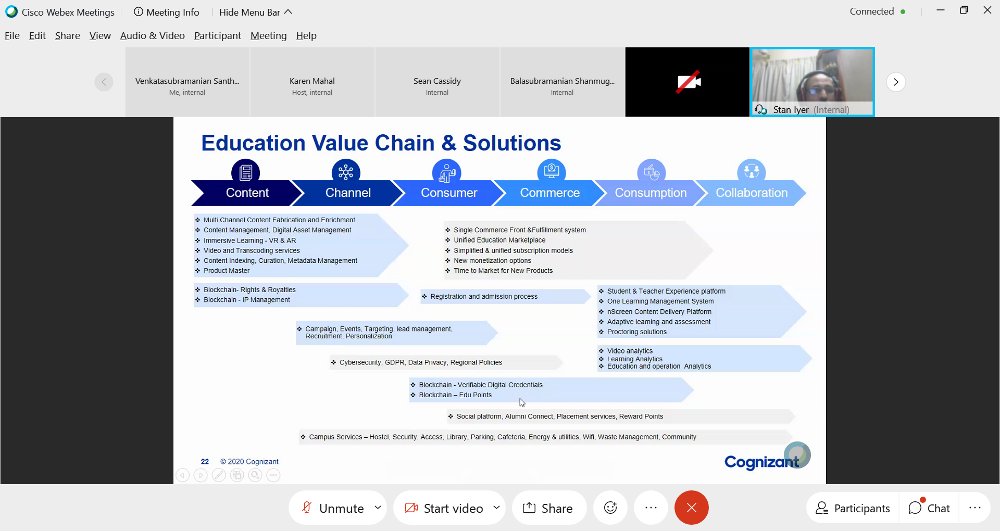 Cisco Webex Meetings
Meeting Info
Hide Menu Bar
Connected
File Edit Share View Audio & Video Participant Meeting Help
Venkatasubramanian Santh...
Me, internal
Karen Mahal
Host, internal
Sean Cassidy
Internal
Balasubramanian Shanmug...
Internal
Stan Iyer (Internal)
Education Value Chain & Solutions
Content
Channel
Consumer
Commerce
Consumption
Collaboration
Multi Channel Content Fabrication and Enrichment
Content Management, Digital Asset Management
Immersive Learning - VR & AR
Video and Transcoding services
Content Indexing, Curation, Metadata Management
Product Master
Single Commerce Front &Fulfillment system
Unified Education Marketplace
Simplified & unified subscription models
New monetization options
Time to Market for New Products
Blockchain- Rights & Royalties
Blockchain - IP Management
Registration and admission process
Student & Teacher Experience platform
One Learning Management System
nScreen Content Delivery Platform
Adaptive learning and assessment
Proctoring solutions
Campaign, Events, Targeting, lead management,
Recruitment, Personalization
Video analytics
Learning Analytics
Education and operation Analytics
Cybersecurity, GDPR, Data Privacy, Regional Policies
Blockchain - Verifiable Digital Credentials
Blockchain – Edu Points
Social platform, Alumni Connect, Placement services, Reward Points
Campus Services – Hostel, Security, Access, Library, Parking, Cafeteria, Energy & utilities, Wifi, Waste Management, Community
22 © 2020 Cognizant
Cognizant
Unmute
Start video
Share
Participants
Chat